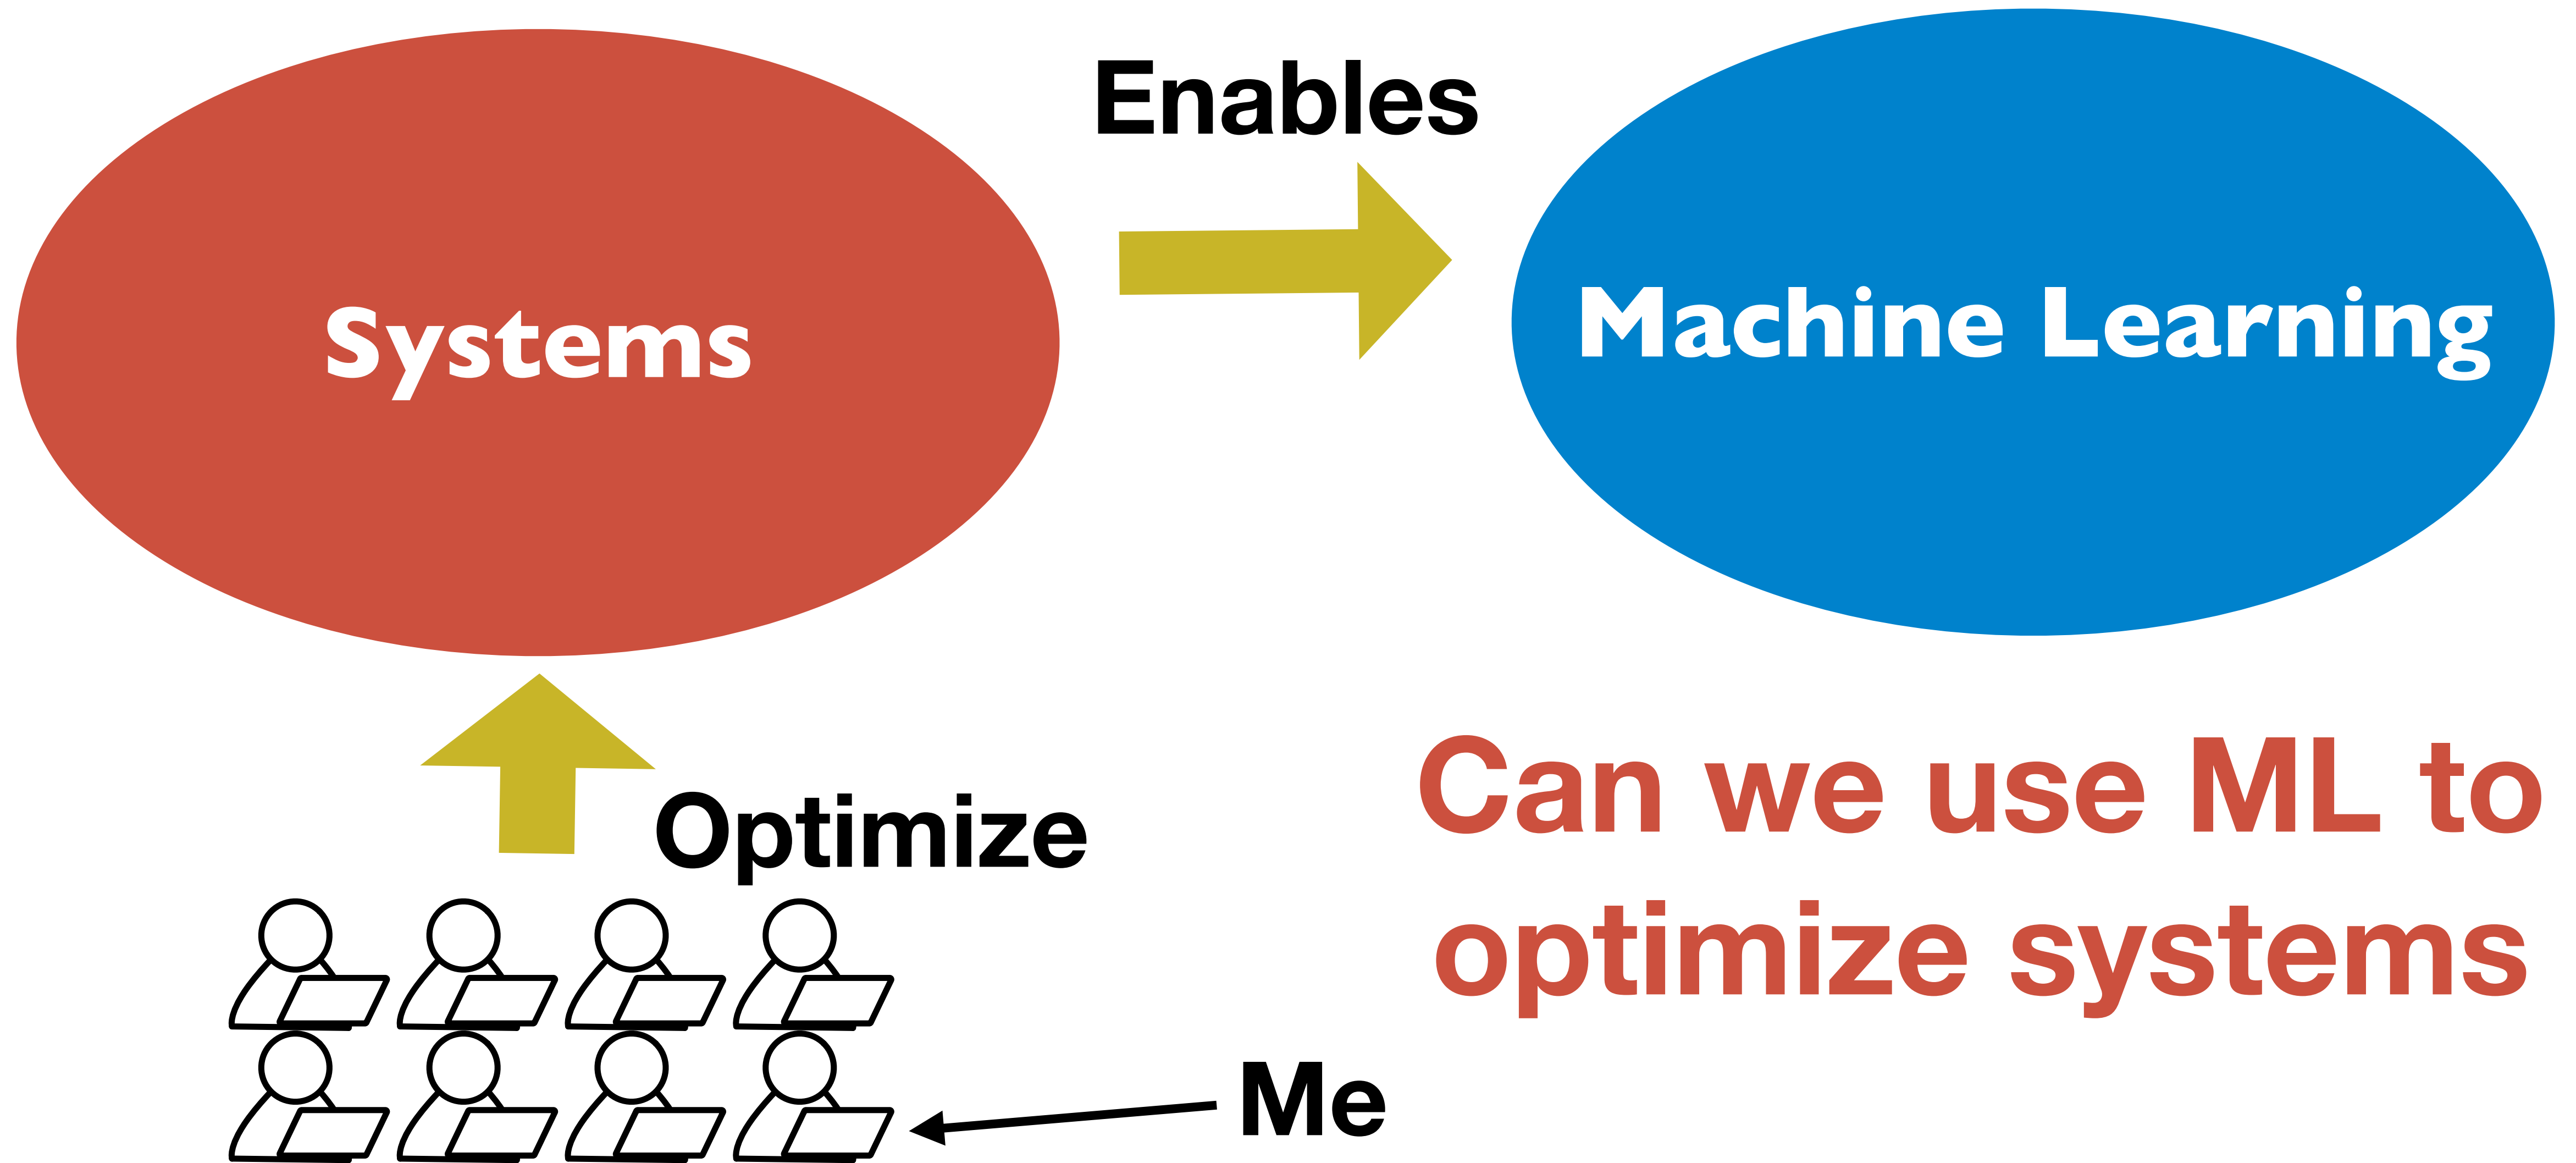 Enables
Systems
Machine Learning
Optimize
Can we use ML to
optimize systems
Me